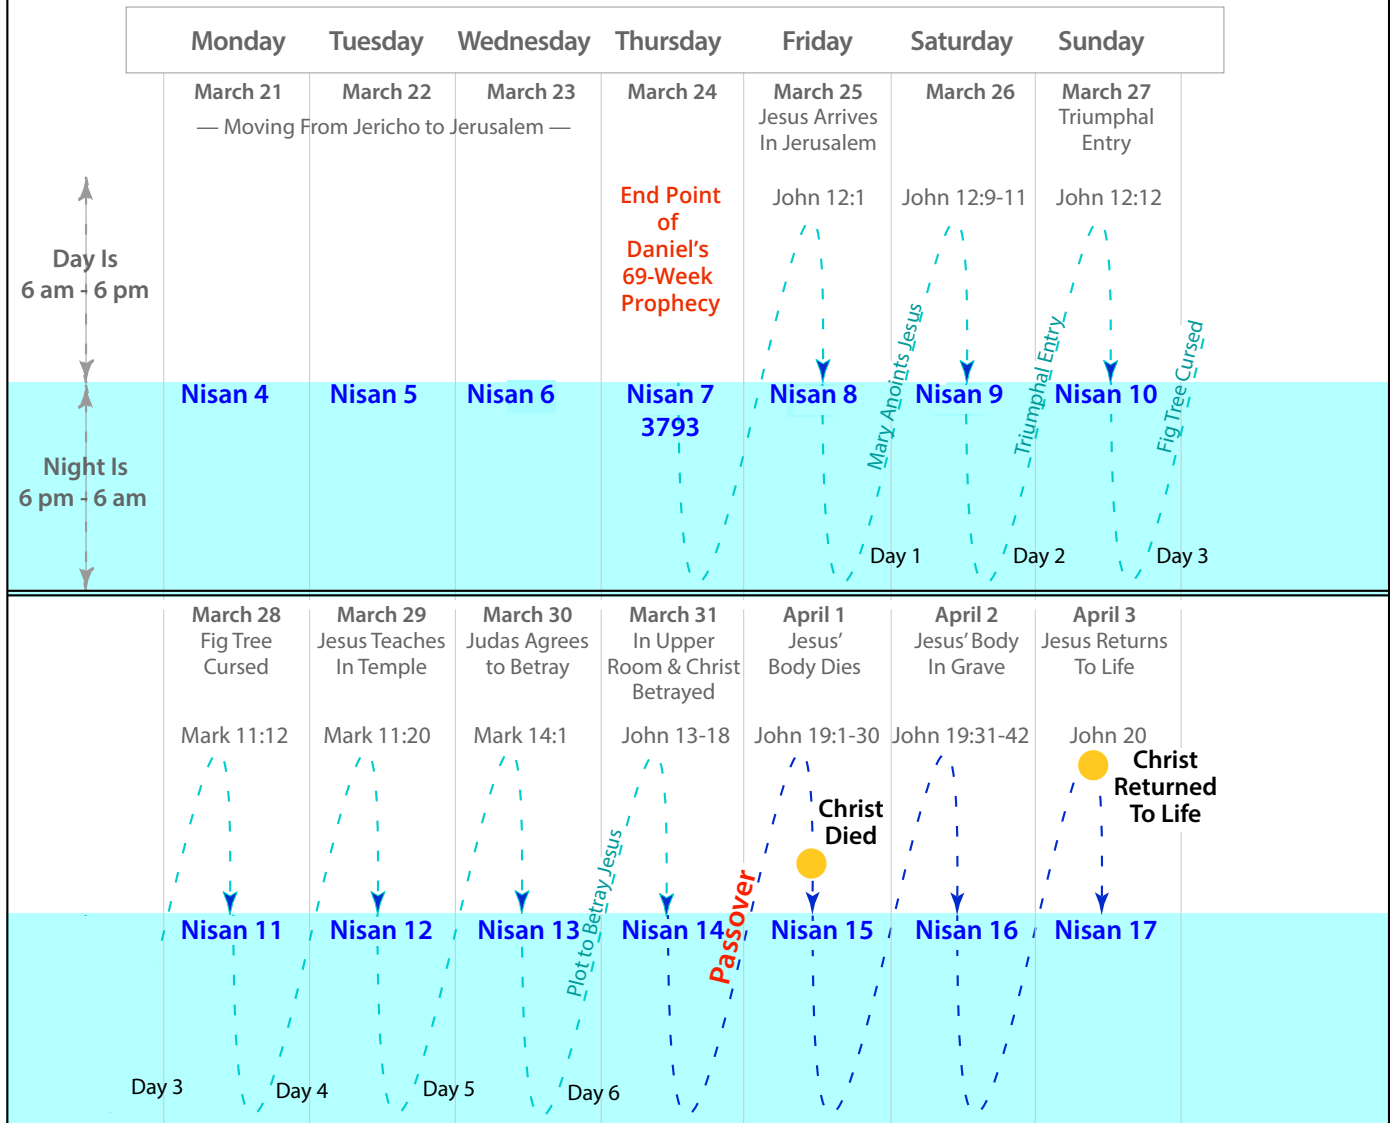 Monday Tuesday Wednesday Thursday Friday Saturday Sunday
March 21 March 22 March 23 March 24 March 25 March 26 March 27
— Moving From Jericho to Jerusalem —
Jesus Arrives
In Jerusalem
Triumphal
Entry
End Point
of
Daniel's
69-Week
Prophecy
John 12:1 John 12:9-11 John 12:12
Day Is
6 am - 6 pm
Mary Anoints Jesus
Triumphal Entry
Fig Tree Cursed
Nisan 4 Nisan 5 Nisan 6 Nisan 7 Nisan 8 Nisan 9 Nisan 10
3793
Night Is
6 pm - 6 am
Day 1 Day 2 Day 3
March 28 March 29 March 30 March 31 April 1 April 2 April 3
Fig Tree
Cursed
Jesus Teaches
In Temple
Judas Agrees
to Betray
In Upper
Room & Christ
Betrayed
Jesus'
Body Dies
Jesus' Body
In Grave
Jesus Returns
To Life
Mark 11:12 Mark 11:20 Mark 14:1 John 13-18 John 19:1-30 John 19:31-42 John 20
Christ
Returned
To Life
Christ
Died
Plot to Betray Jesus
Passover
Nisan 11 Nisan 12 Nisan 13 Nisan 14 Nisan 15 Nisan 16 Nisan 17
Day 3 Day 4 Day 5 Day 6